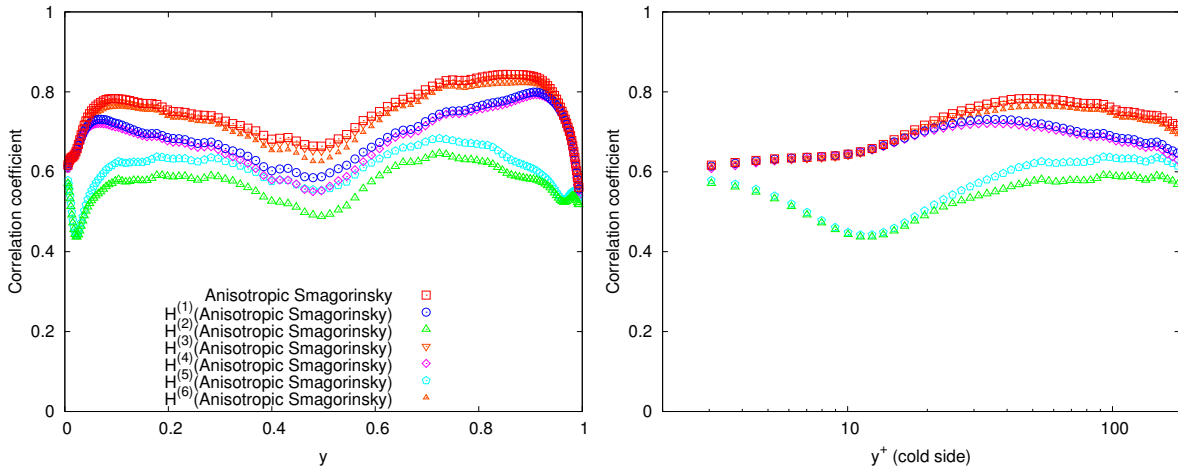 Correlation coefficient
1
0.8
0.6
0.4
0.2
0
0
0.2
0.4
0.6
0.8
1
y
Anisotropic Smagorinsky
H(1)(Anisotropic Smagorinsky)
H(2)(Anisotropic Smagorinsky)
H(3)(Anisotropic Smagorinsky)
H(4)(Anisotropic Smagorinsky)
H(5)(Anisotropic Smagorinsky)
H(6)(Anisotropic Smagorinsky)
Correlation coefficient
1
0.8
0.6
0.4
0.2
0
10
100
y+ (cold side)